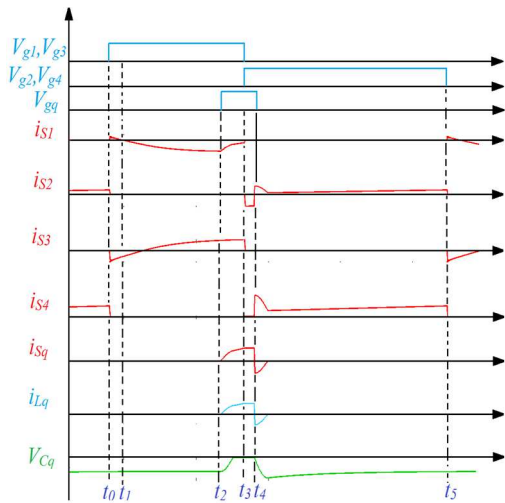 Vg1,Vg3
Vg2,Vg4
Vgq
iS1
iS2
iS3
iS4
iSq
iLq
VCq
t0 t1 t2 t3 t4 t5